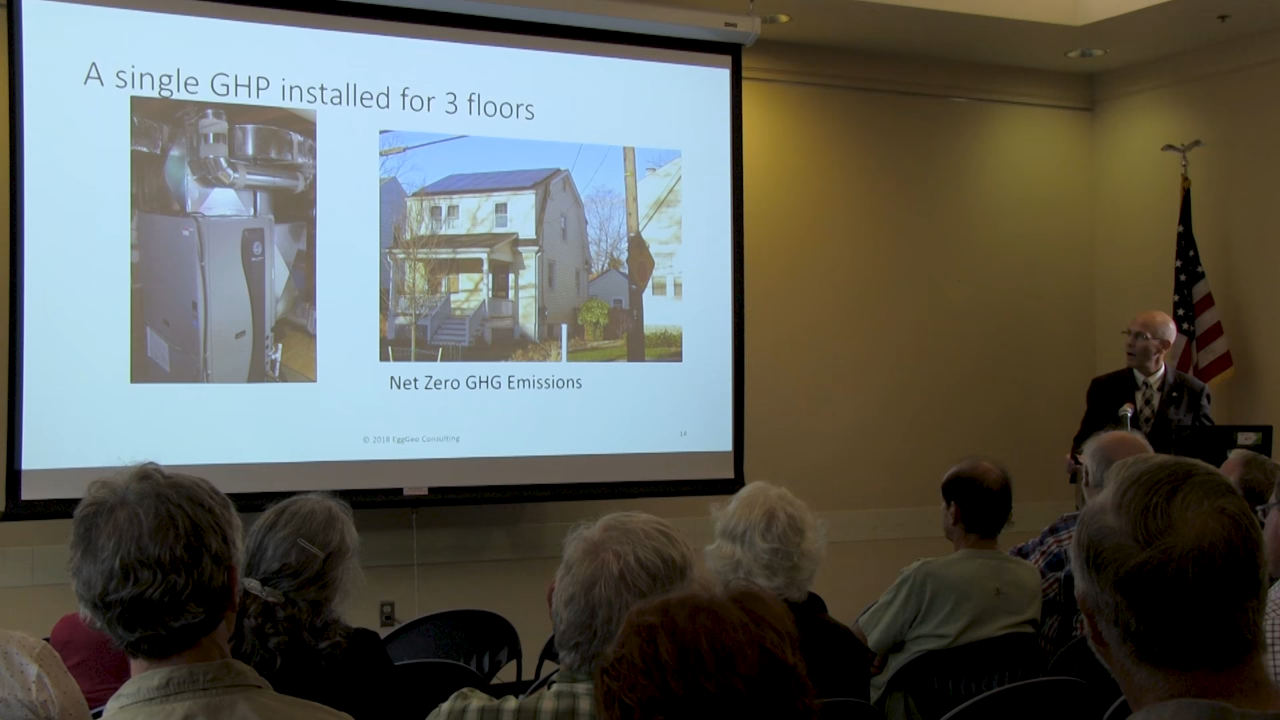 A single GHP installed for 3 floors
Net Zero GHG Emissions
© 2018 EggGeo Consulting
14